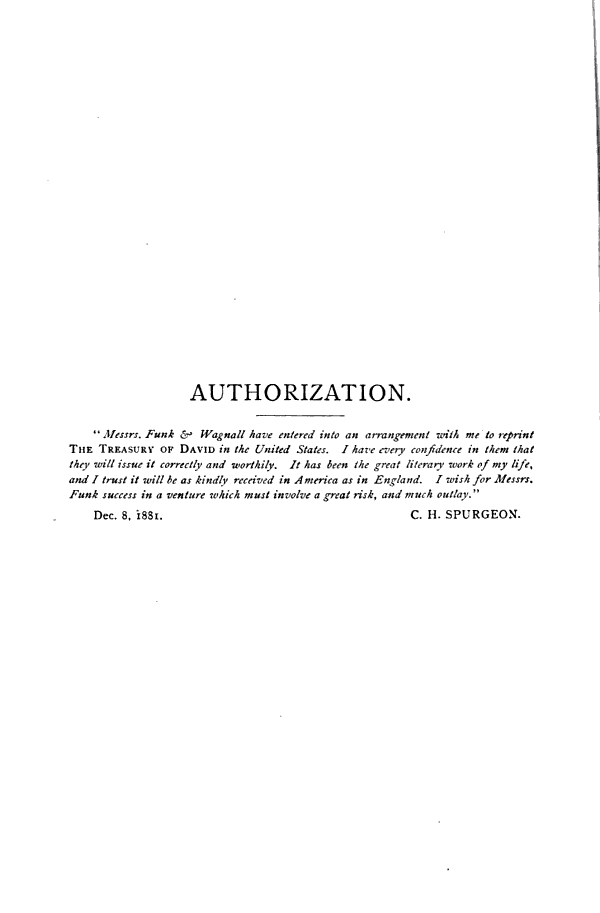 AUTHORIZATION.
“Messrs. Funk & Wagnall have entered into an arrangement with me to reprint
THE TREASURY OF DAVID in the United States. I have every confidence in them that
they will issue it correctly and worthily. It has been the great literary work of my life,
and I trust it will be as kindly received in America as in England. I wish for Messrs.
Funk success in a venture which must involve a great risk, and much outlay.”
Dec. 8, 1881. C. H. SPURGEON.